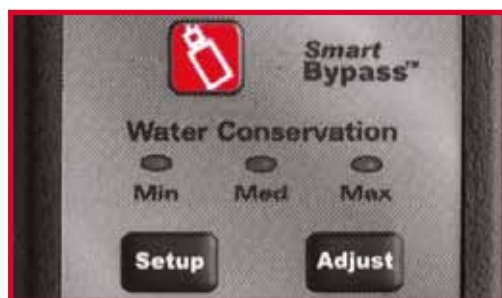 Smart
Bypass™
Water Conservation
Min Med Max
Setup Adjust